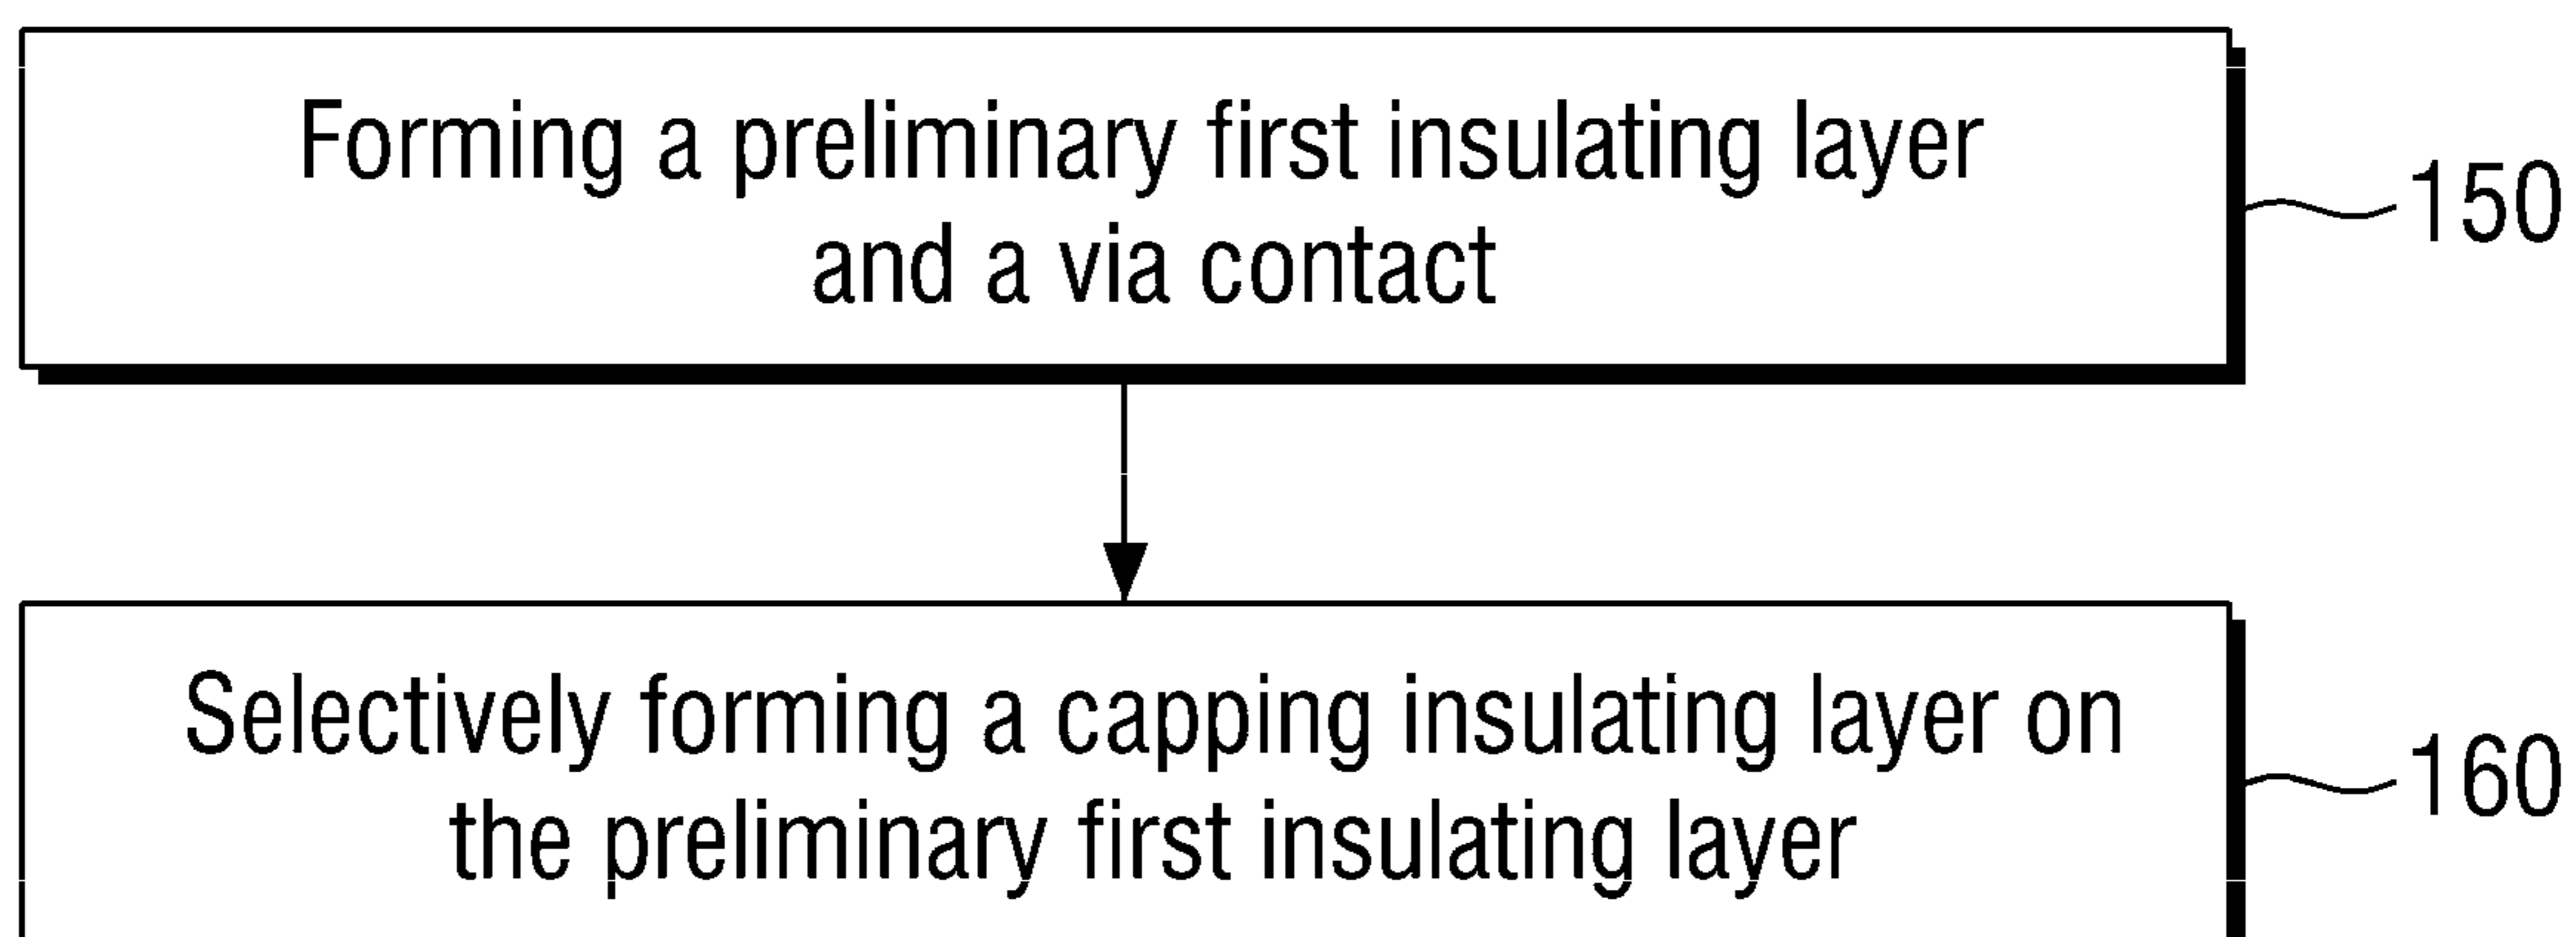 Forming a preliminary first insulating layer
and a via contact
150
Selectively forming a capping insulating layer on
the preliminary first insulating layer
160